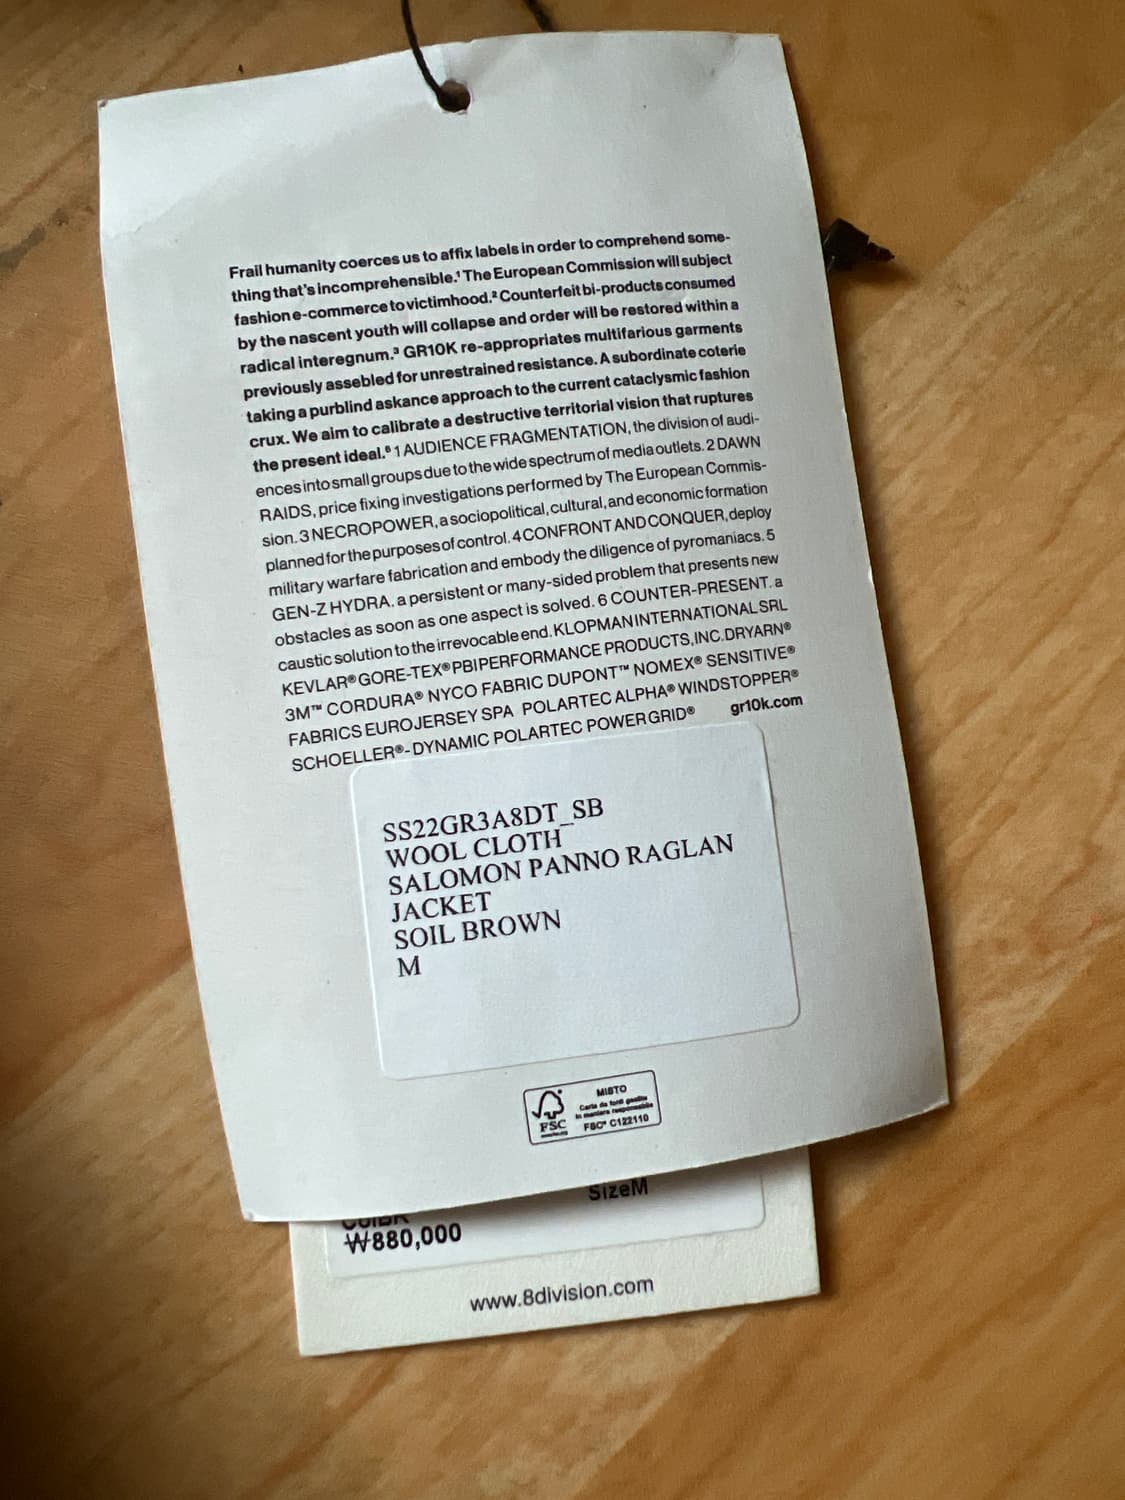 Frail humanity coerces us to affix labels in order to comprehend some-
thing that's incomprehensible.¹ The European Commission will subject
fashion e-commerce to victimhood.² Counterfeit bi-products consumed
by the nascent youth will collapse and order will be restored within a
radical interegnum.³ GR10K re-appropriates multifarious garments
previously assebled for unrestrained resistance. A subordinate coterie
taking a purblind askance approach to the current cataclysmic fashion
crux. We aim to calibrate a destructive territorial vision that ruptures
the present ideal.⁶ 1 AUDIENCE FRAGMENTATION, the division of audi-
ences into small groups due to the wide spectrum of media outlets. 2 DAWN
RAIDS, price fixing investigations performed by The European Commis-
sion. 3 NECROPOWER, a sociopolitical, cultural, and economic formation
planned for the purposes of control. 4 CONFRONT AND CONQUER, deploy
military warfare fabrication and embody the diligence of pyromaniacs. 5
GEN-Z HYDRA. a persistent or many-sided problem that presents new
obstacles as soon as one aspect is solved. 6 COUNTER-PRESENT. a
caustic solution to the irrevocable end. KLOPMAN INTERNATIONAL SRL
KEVLAR® GORE-TEX® PBI PERFORMANCE PRODUCTS, INC. DRYARN®
3M™ CORDURA® NYCO FABRIC DUPONT™ NOMEX® SENSITIVE®
FABRICS EUROJERSEY SPA POLARTEC ALPHA® WINDSTOPPER®
SCHOELLER®-DYNAMIC POLARTEC POWER GRID® gr10k.com
SS22GR3A8DT_SB
WOOL CLOTH
SALOMON PANNO RAGLAN
JACKET
SOIL BROWN
M
FSC
MISTO
Carta da fonti gestite
in maniera responsabile
FSC® C122110
SizeM
₩880,000
www.8division.com